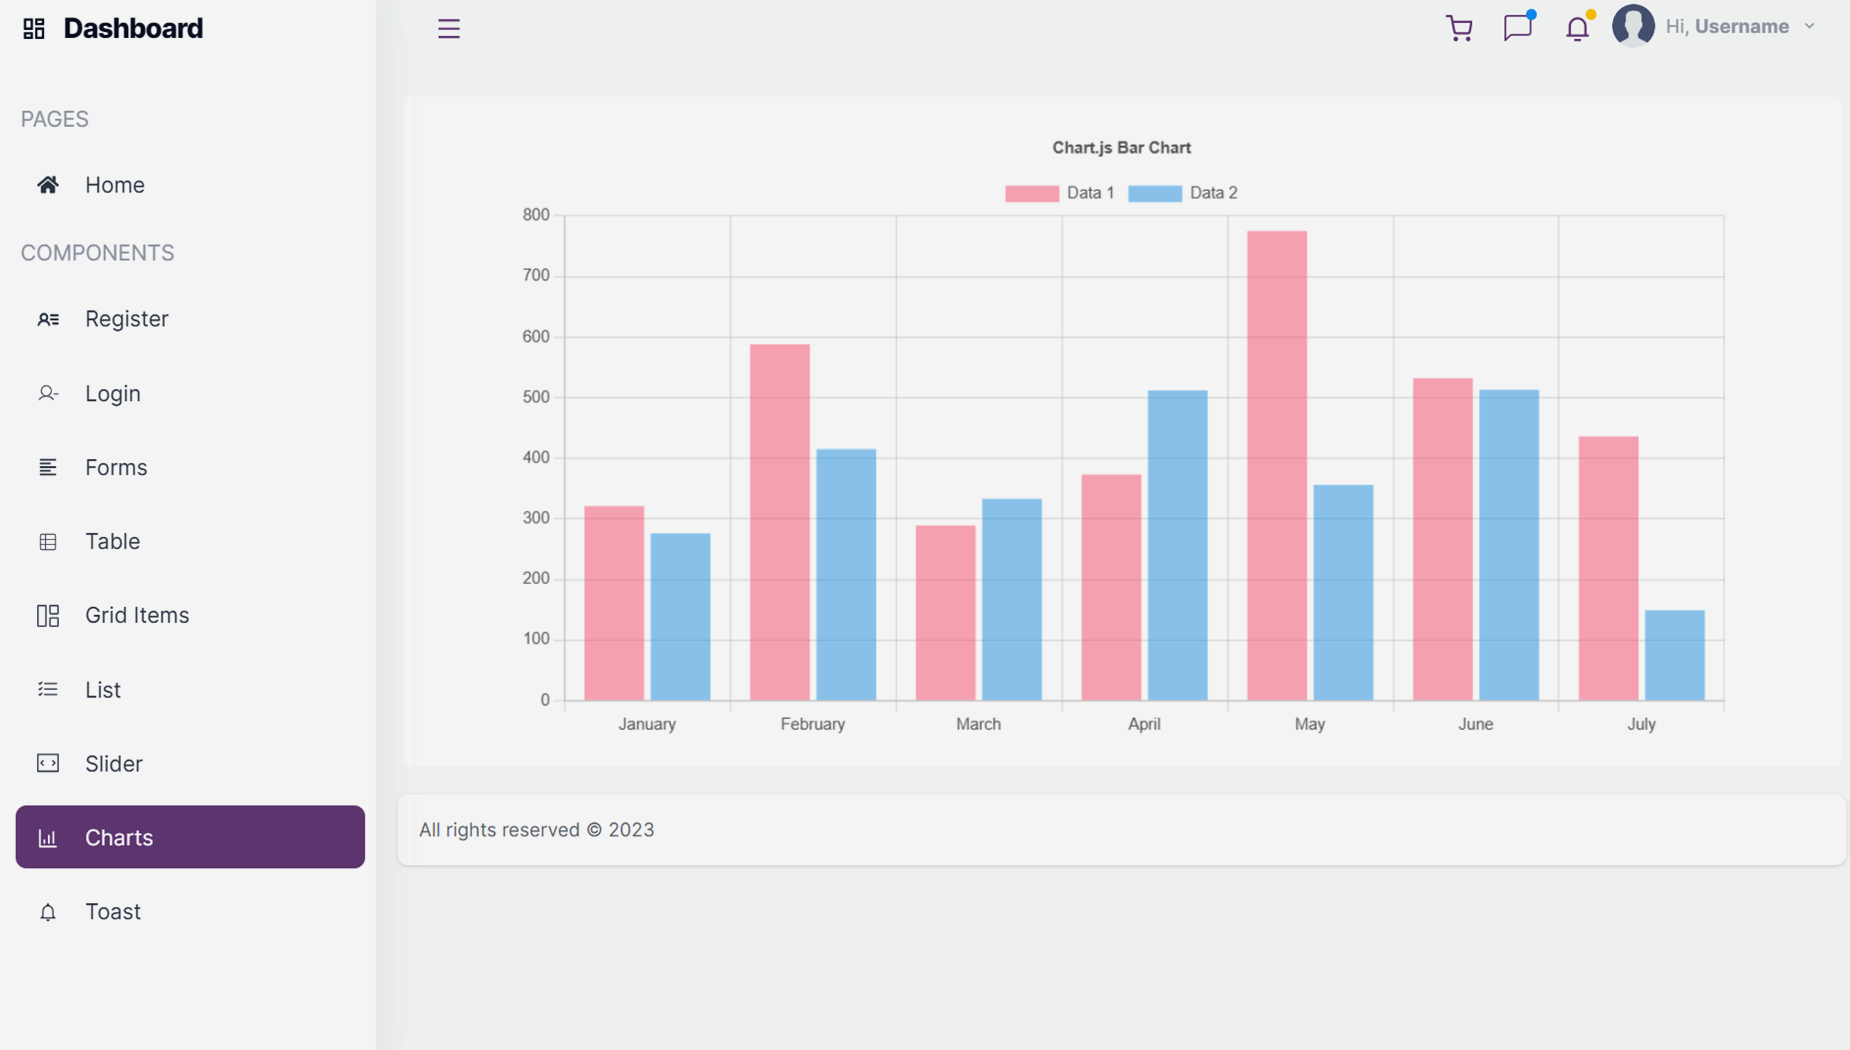 Dashboard
Hi, Username
PAGES
Home
COMPONENTS
Register
Login
Forms
Table
Grid Items
List
Slider
Charts
Toast
Chart.js Bar Chart
Data 1 Data 2
800
700
600
500
400
300
200
100
0
January February March April May June July
All rights reserved © 2023